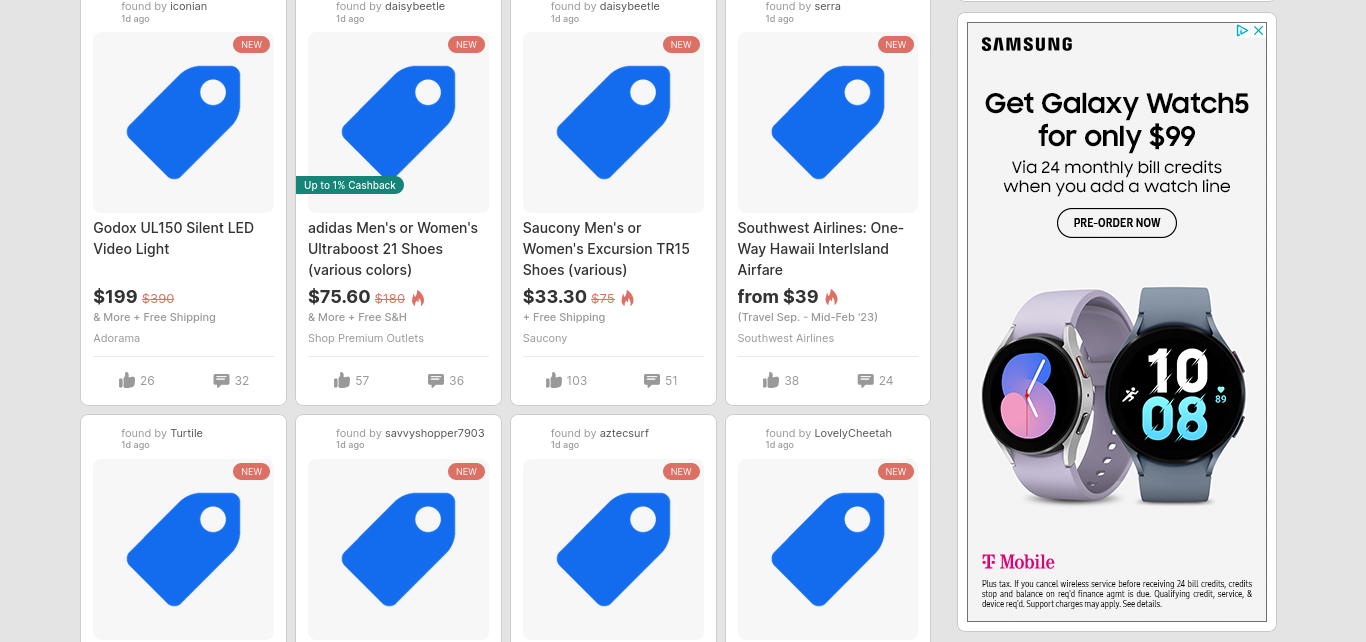 found by iconian
1d ago
NEW
Godox UL150 Silent LED
Video Light
$199 $390
& More + Free Shipping
Adorama
26 32
found by daisybeetle
1d ago
NEW
Up to 1% Cashback
adidas Men's or Women's
Ultraboost 21 Shoes
(various colors)
$75.60 $180
& More + Free S&H
Shop Premium Outlets
57 36
found by daisybeetle
1d ago
NEW
Saucony Men's or
Women's Excursion TR15
Shoes (various)
$33.30 $75
+ Free Shipping
Saucony
103 51
found by serra
1d ago
NEW
Southwest Airlines: One-
Way Hawaii InterIsland
Airfare
from $39
(Travel Sep. - Mid-Feb '23)
Southwest Airlines
38 24
found by Turtile
1d ago
NEW
found by savvyshopper7903
1d ago
NEW
found by aztecsurf
1d ago
NEW
found by LovelyCheetah
1d ago
NEW
SAMSUNG
Get Galaxy Watch5
for only $99
Via 24 monthly bill credits
when you add a watch line
PRE-ORDER NOW
10
08
89
T Mobile
Plus tax. If you cancel wireless service before receiving 24 bill credits, credits
stop and balance on req'd finance agmt is due. Qualifying credit, service, &
device req'd. Support charges may apply. See details.